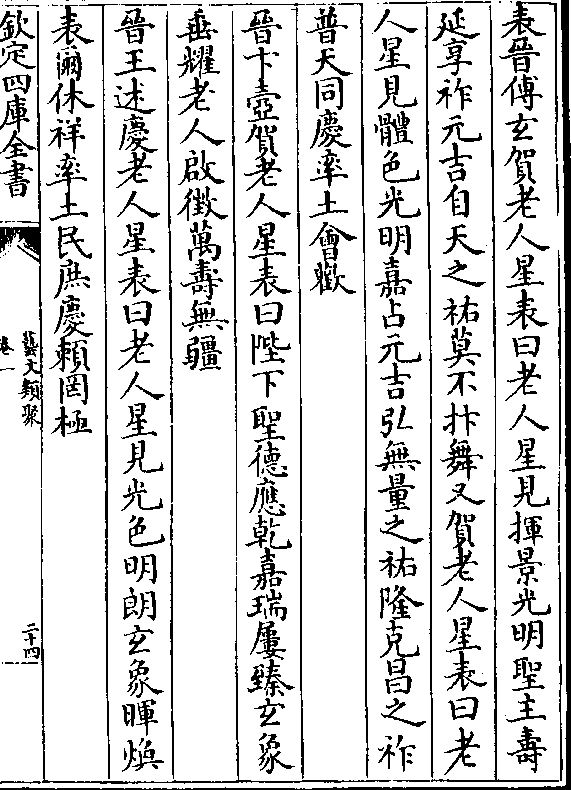 表晉傅玄賀老人星表曰老人星見揮景光明聖主壽
延享祚元吉自天之祐莫不抃舞又賀老人星表曰老
人星見體色光明嘉占元吉弘無量之祐隆克昌之祚
普天同慶率土會歡
晉卞壺賀老人星表曰陛下聖德應乾嘉瑞屢臻玄象
垂耀老人啟徵萬壽無疆
晉王述慶老人星表曰老人星見光色明朗玄象暉煥
表爾休祥率土民庶慶賴罔極
欽定四庫全書
藝文類聚
卷一
二十四